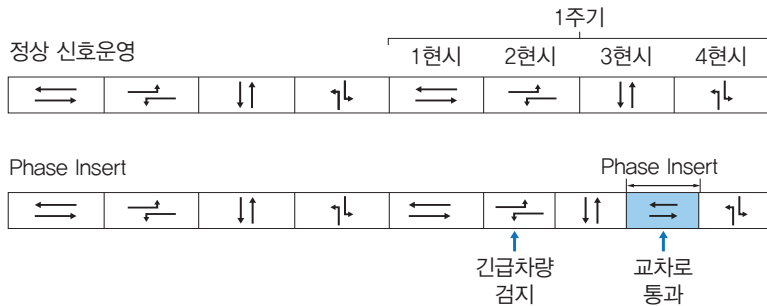 1주기
정상 신호운영
1현시 2현시 3현시 4현시
Phase Insert
Phase Insert
긴급차량
검지
교차로
통과